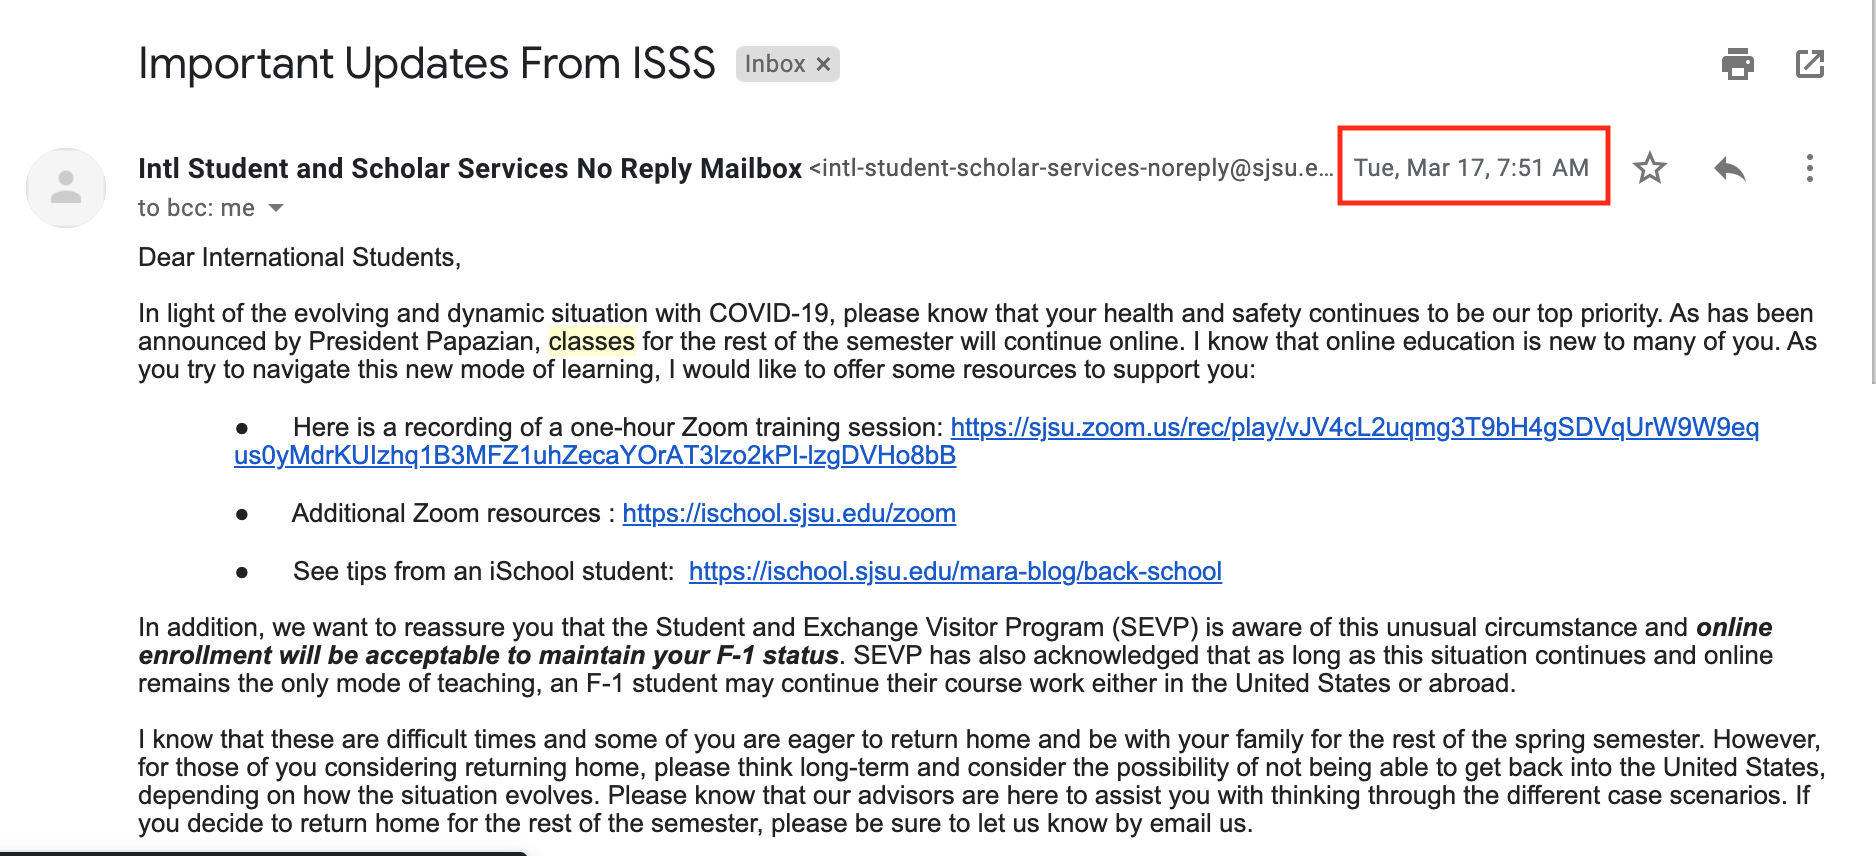 Important Updates From ISSS Inbox ×
Intl Student and Scholar Services No Reply Mailbox <intl-student-scholar-services-noreply@sjsu.e... Tue, Mar 17, 7:51 AM
to bcc: me
Dear International Students,
In light of the evolving and dynamic situation with COVID-19, please know that your health and safety continues to be our top priority. As has been
announced by President Papazian, classes for the rest of the semester will continue online. I know that online education is new to many of you. As
you try to navigate this new mode of learning, I would like to offer some resources to support you:
● Here is a recording of a one-hour Zoom training session: https://sjsu.zoom.us/rec/play/vJV4cL2uqmg3T9bH4gSDVqUrW9W9eq
us0yMdrKUIzhq1B3MFZ1uhZecaYOrAT3lzo2kPI-lzgDVHo8bB
● Additional Zoom resources : https://ischool.sjsu.edu/zoom
● See tips from an iSchool student: https://ischool.sjsu.edu/mara-blog/back-school
In addition, we want to reassure you that the Student and Exchange Visitor Program (SEVP) is aware of this unusual circumstance and online
enrollment will be acceptable to maintain your F-1 status. SEVP has also acknowledged that as long as this situation continues and online
remains the only mode of teaching, an F-1 student may continue their course work either in the United States or abroad.
I know that these are difficult times and some of you are eager to return home and be with your family for the rest of the spring semester. However,
for those of you considering returning home, please think long-term and consider the possibility of not being able to get back into the United States,
depending on how the situation evolves. Please know that our advisors are here to assist you with thinking through the different case scenarios. If
you decide to return home for the rest of the semester, please be sure to let us know by email us.